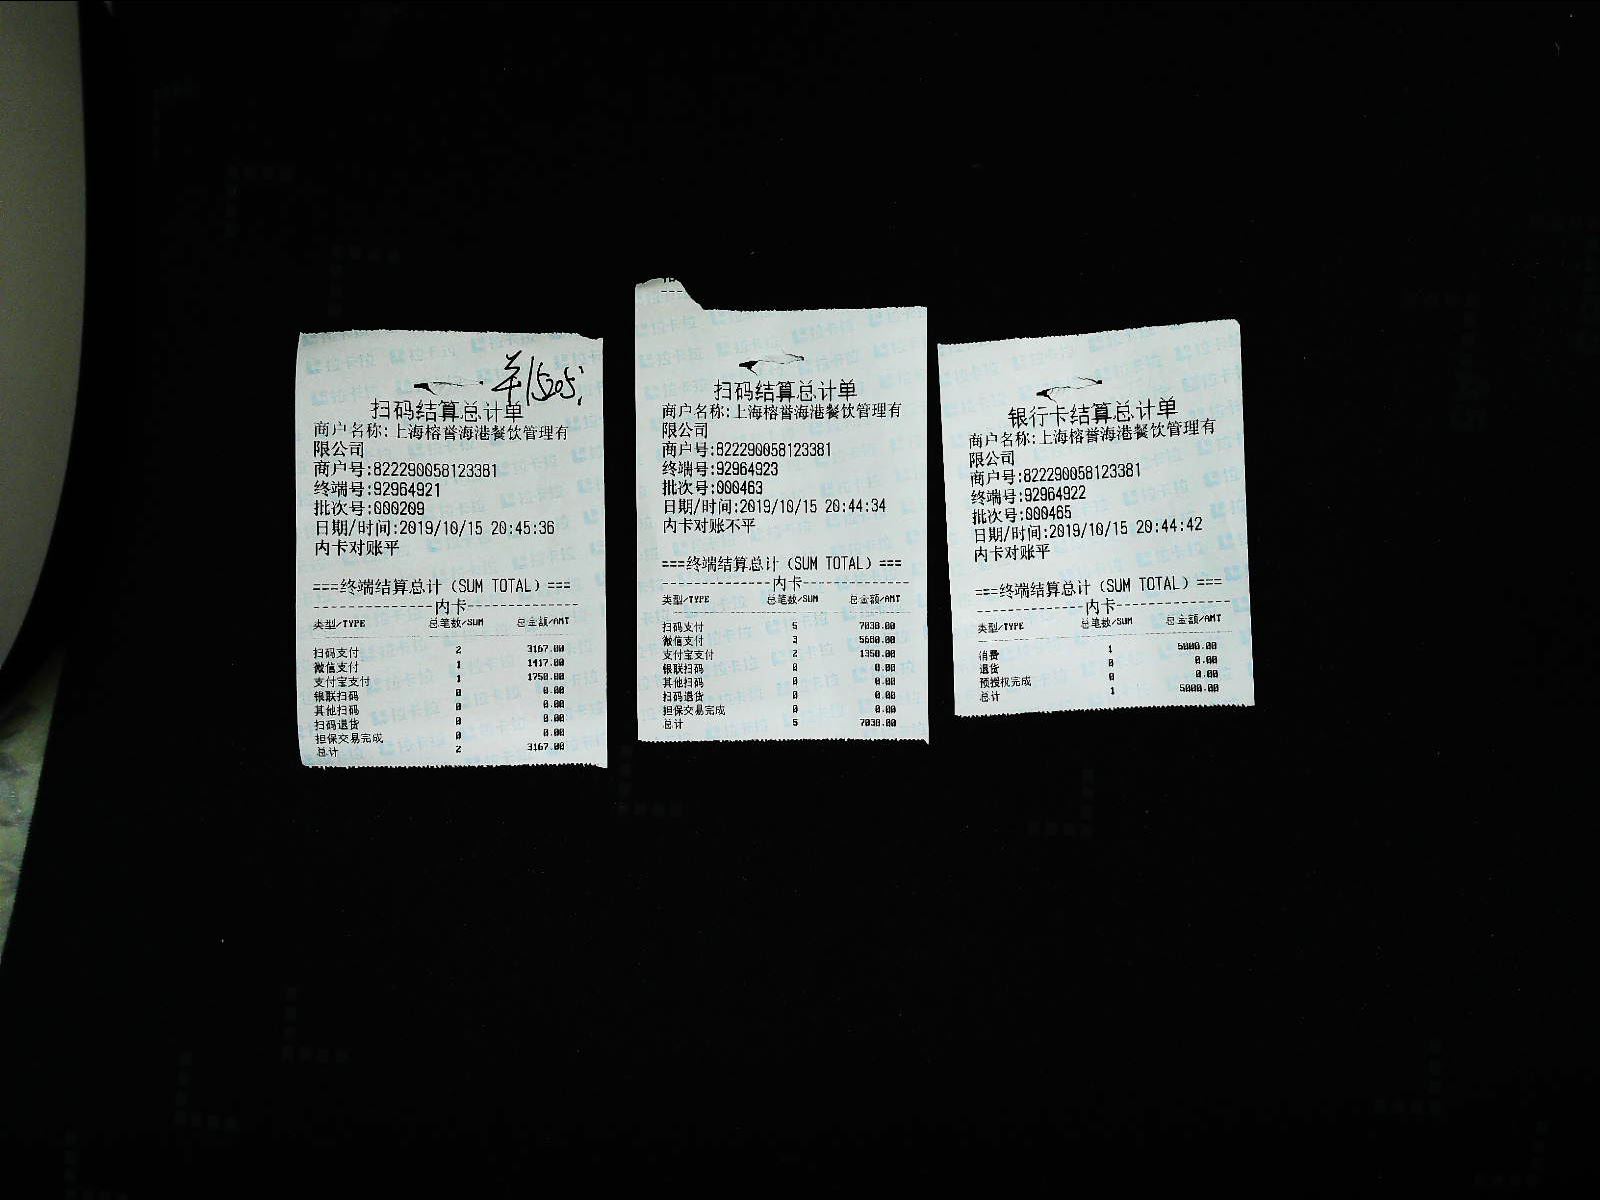 ¥15205.
扫码结算总计单
商户名称:上海榕誉海港餐饮管理有
限公司
商户号:822290058123381
终端号:92964921
批次号:000209
日期/时间:2019/10/15 20:45:36
内卡对账平
===终端结算总计(SUM TOTAL)===
---------------内卡--------------
类型/TYPE 总笔数/SUM 总金额/AMT
扫码支付 2 3167.00
微信支付 1 1417.00
支付宝支付 1 1750.00
银联扫码 0 0.00
其他扫码 0 0.00
扫码退货 0 0.00
担保交易完成 0 0.00
总计 2 3167.00
拉卡拉
扫码结算总计单
商户名称:上海榕誉海港餐饮管理有
限公司
商户号:822290058123381
终端号:92964923
批次号:000463
日期/时间:2019/10/15 20:44:34
内卡对账不平
===终端结算总计(SUM TOTAL)===
--------------内卡--------------
类型/TYPE 总笔数/SUM 总金额/AMT
扫码支付 5 7030.00
微信支付 3 5680.00
支付宝支付 2 1350.00
银联扫码 0 0.00
其他扫码 0 0.00
扫码退货 0 0.00
担保交易完成 0 0.00
总计 5 7030.00
拉卡拉
银行卡结算总计单
商户名称:上海榕誉海港餐饮管理有
限公司
商户号:822290058123381
终端号:92964922
批次号:000465
日期/时间:2019/10/15 20:44:42
内卡对账平
===终端结算总计(SUM TOTAL)===
--------------内卡---------------
类型/TYPE 总笔数/SUM 总金额/AMT
消费 1 5000.00
退货 0 0.00
预授权完成 0 0.00
总计 1 5000.00
拉卡拉